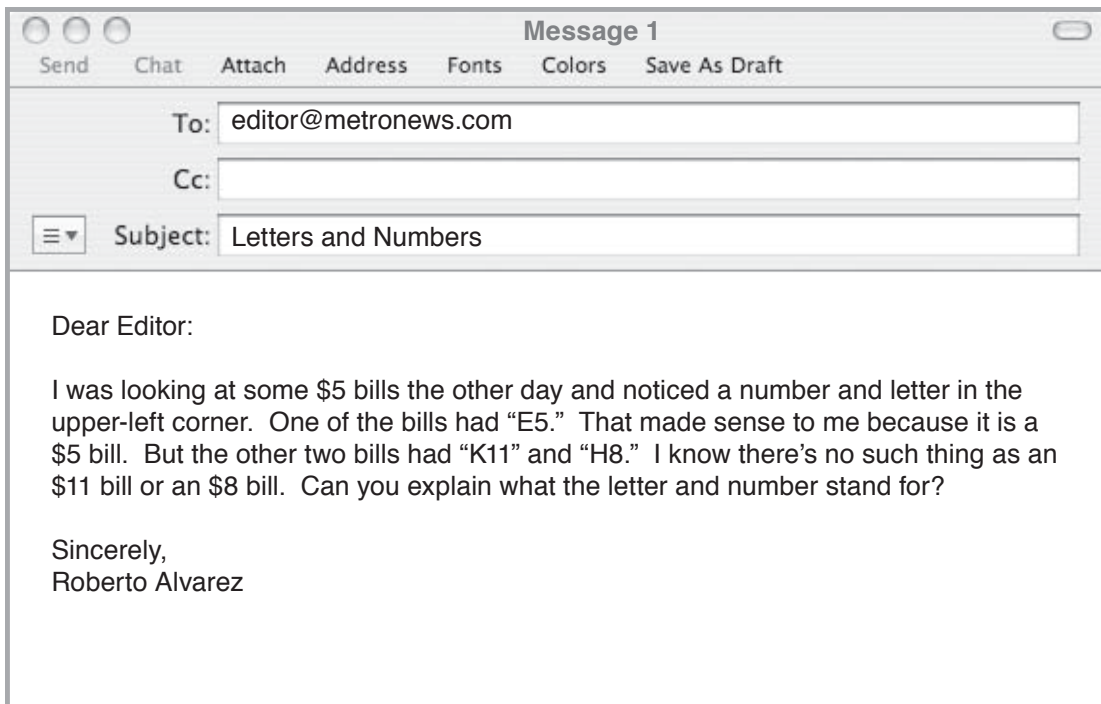 Message 1
Send Chat Attach Address Fonts Colors Save As Draft
To: editor@metronews.com
Cc:
Subject: Letters and Numbers
Dear Editor:
I was looking at some $5 bills the other day and noticed a number and letter in the
upper-left corner.  One of the bills had “E5.”  That made sense to me because it is a
$5 bill.  But the other two bills had “K11” and “H8.”  I know there’s no such thing as an
$11 bill or an $8 bill.  Can you explain what the letter and number stand for?
Sincerely,
Roberto Alvarez